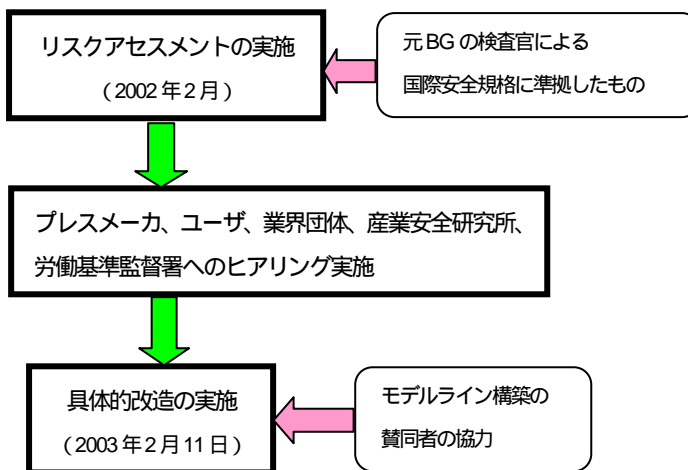 リスクアセスメントの実施
（2002年2月）
元BGの検査官による
国際安全規格に準拠したもの
プレスメーカ、ユーザ、業界団体、産業安全研究所、
労働基準監督署へのヒアリング実施
具体的改造の実施
（2003年2月11日）
モデルライン構築の
賛同者の協力